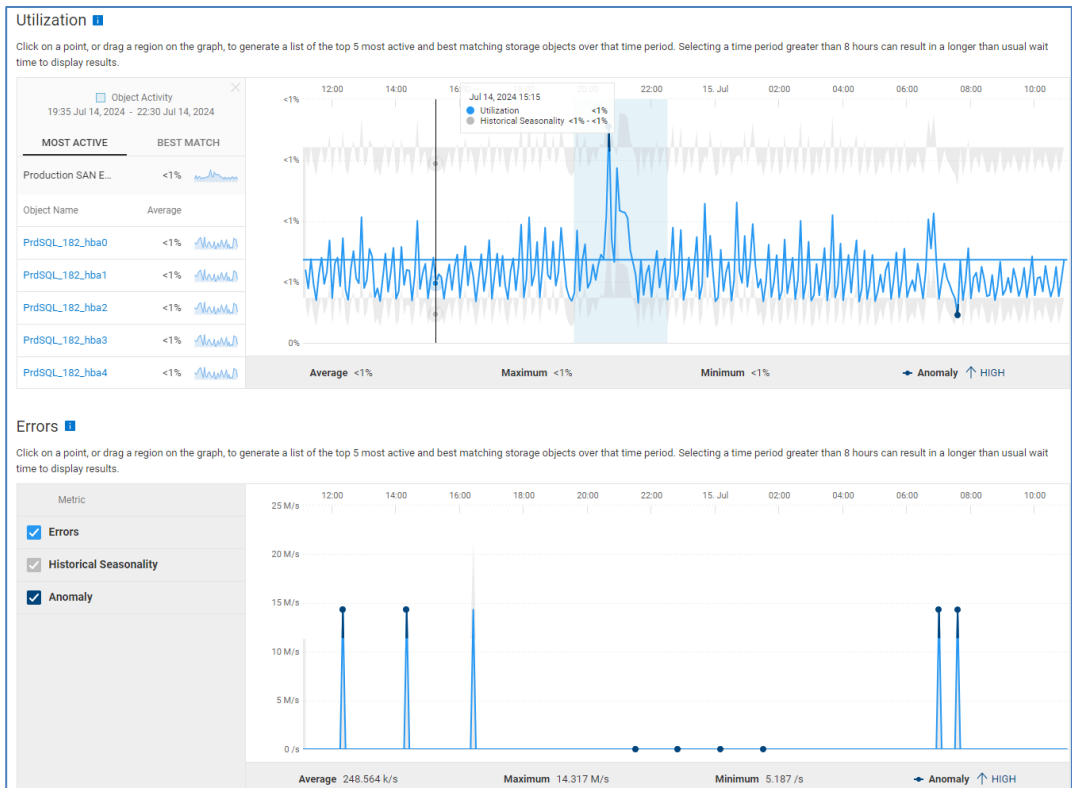 Utilization i
Click on a point, or drag a region on the graph, to generate a list of the top 5 most active and best matching storage objects over that time period. Selecting a time period greater than 8 hours can result in a longer than usual wait
time to display results.
Object Activity
19:35 Jul 14, 2024 - 22:30 Jul 14, 2024
MOST ACTIVE BEST MATCH
Production SAN E... <1%
Object Name Average
PrdSQL_182_hba0 <1%
PrdSQL_182_hba1 <1%
PrdSQL_182_hba2 <1%
PrdSQL_182_hba3 <1%
PrdSQL_182_hba4 <1%
12:00 14:00 16:00 18:00 20:00 22:00 15. Jul 02:00 04:00 06:00 08:00 10:00
Jul 14, 2024 15:15
Utilization <1%
Historical Seasonality <1% - <1%
<1%
<1%
<1%
<1%
0%
Average <1% Maximum <1% Minimum <1% Anomaly ↑ HIGH
Errors i
Click on a point, or drag a region on the graph, to generate a list of the top 5 most active and best matching storage objects over that time period. Selecting a time period greater than 8 hours can result in a longer than usual wait
time to display results.
Metric
Errors
Historical Seasonality
Anomaly
12:00 14:00 16:00 18:00 20:00 22:00 15. Jul 02:00 04:00 06:00 08:00 10:00
25 M/s
20 M/s
15 M/s
10 M/s
5 M/s
0 /s
Average 248.564 k/s Maximum 14.317 M/s Minimum 5.187 /s Anomaly ↑ HIGH